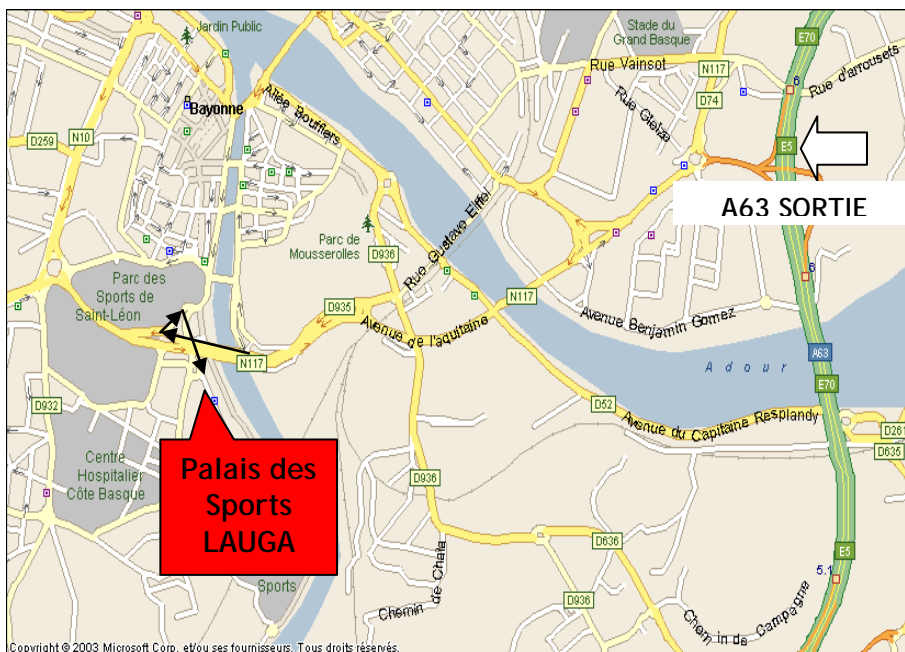 Jardin Public
Stade du
Grand Basque
E70
Rue Vainsot
N117
Rue d'arrousets
6
D74
Rue Gleize
Allée Boufflers
Bayonne
N10
D259
E5
A63 SORTIE
Parc de
Mousserolles
D936
Rue Gustave Eiffel
Parc des
Sports de
Saint-Léon
6
D935
N117
Avenue de l'aquitaine
Avenue Benjamin Gomez
N117
A63
Adour
E70
D932
D52
Avenue du Capitaine Resplandy
D261
D635
Centre
Hospitalier
Côte Basque
Palais des
Sports
LAUGA
D936
D636
E5
5.1
Sports
D936
Chemin de Chala
Chemin de Campagne
Copyright © 2003 Microsoft Corp. et/ou ses fournisseurs. Tous droits réservés.